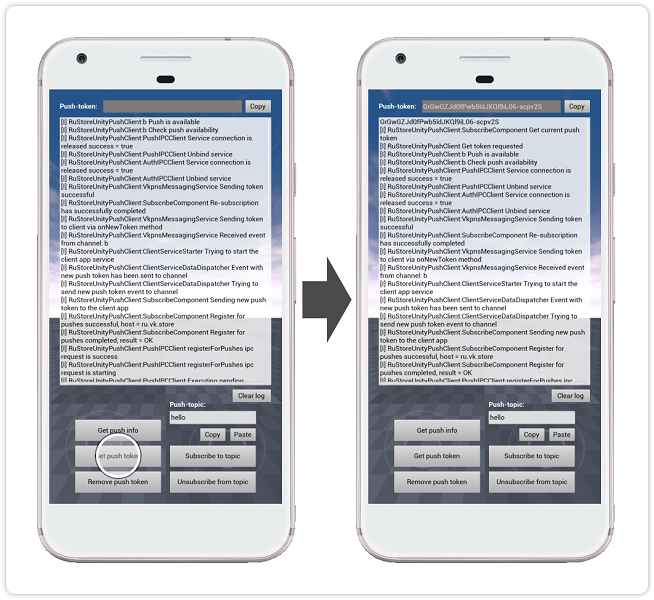 Push-token:
Copy
[I] RuStoreUnityPushClient:b Push is available
[I] RuStoreUnityPushClient:b Check push availability
[I] RuStoreUnityPushClient:PushIPCClient Service connection is
released success = true
[I] RuStoreUnityPushClient:PushIPCClient Unbind service
[I] RuStoreUnityPushClient:AuthIPCClient Service connection is
released success = true
[I] RuStoreUnityPushClient:AuthIPCClient Unbind service
[I] RuStoreUnityPushClient:VkpnsMessagingService Sending token
successful
[I] RuStoreUnityPushClient:SubscribeComponent Re-subscription
has successfully completed
[I] RuStoreUnityPushClient:VkpnsMessagingService Sending token
to client via onNewToken method
[I] RuStoreUnityPushClient:VkpnsMessagingService Received event
from channel: b
[I] RuStoreUnityPushClient:ClientServiceStarter Trying to start the
client app service
[I] RuStoreUnityPushClient:ClientServiceDataDispatcher Event with
new push token has been sent to channel
[I] RuStoreUnityPushClient:ClientServiceDataDispatcher Trying to
send new push token event to channel
[I] RuStoreUnityPushClient:SubscribeComponent Sending new push
token to the client app
[I] RuStoreUnityPushClient:SubscribeComponent Register for
pushes successful, host = ru.vk.store
[I] RuStoreUnityPushClient:SubscribeComponent Register for
pushes completed, result = OK
[I] RuStoreUnityPushClient:PushIPCClient registerForPushes ipc
request is success
[I] RuStoreUnityPushClient:PushIPCClient registerForPushes ipc
request is starting
[I] RuStoreUnityPushClient:PushIPCClient Executing pending
Clear log
Push-topic:
hello
Get push info
Copy
Paste
Get push token
Subscribe to topic
Remove push token
Unsubscribe from topic
Push-token:
GrGwGZJd0fPwb5ldJKQl9iL06-scpv2S
Copy
GrGwGZJd0fPwb5ldJKQl9iL06-scpv2S
[I] RuStoreUnityPushClient:SubscribeComponent Get current push
token
[I] RuStoreUnityPushClient Get token requested
[I] RuStoreUnityPushClient:b Push is available
[I] RuStoreUnityPushClient:b Check push availability
[I] RuStoreUnityPushClient:PushIPCClient Service connection is
released success = true
[I] RuStoreUnityPushClient:PushIPCClient Unbind service
[I] RuStoreUnityPushClient:AuthIPCClient Service connection is
released success = true
[I] RuStoreUnityPushClient:AuthIPCClient Unbind service
[I] RuStoreUnityPushClient:VkpnsMessagingService Sending token
successful
[I] RuStoreUnityPushClient:SubscribeComponent Re-subscription
has successfully completed
[I] RuStoreUnityPushClient:VkpnsMessagingService Sending token
to client via onNewToken method
[I] RuStoreUnityPushClient:VkpnsMessagingService Received event
from channel: b
[I] RuStoreUnityPushClient:ClientServiceStarter Trying to start the
client app service
[I] RuStoreUnityPushClient:ClientServiceDataDispatcher Event with
new push token has been sent to channel
[I] RuStoreUnityPushClient:ClientServiceDataDispatcher Trying to
send new push token event to channel
[I] RuStoreUnityPushClient:SubscribeComponent Sending new push
token to the client app
[I] RuStoreUnityPushClient:SubscribeComponent Register for
pushes successful, host = ru.vk.store
[I] RuStoreUnityPushClient:SubscribeComponent Register for
pushes completed, result = OK
[I] RuStoreUnityPushClient:PushIPCClient registerForPushes ipc
Clear log
Push-topic:
hello
Get push info
Copy
Paste
Get push token
Subscribe to topic
Remove push token
Unsubscribe from topic